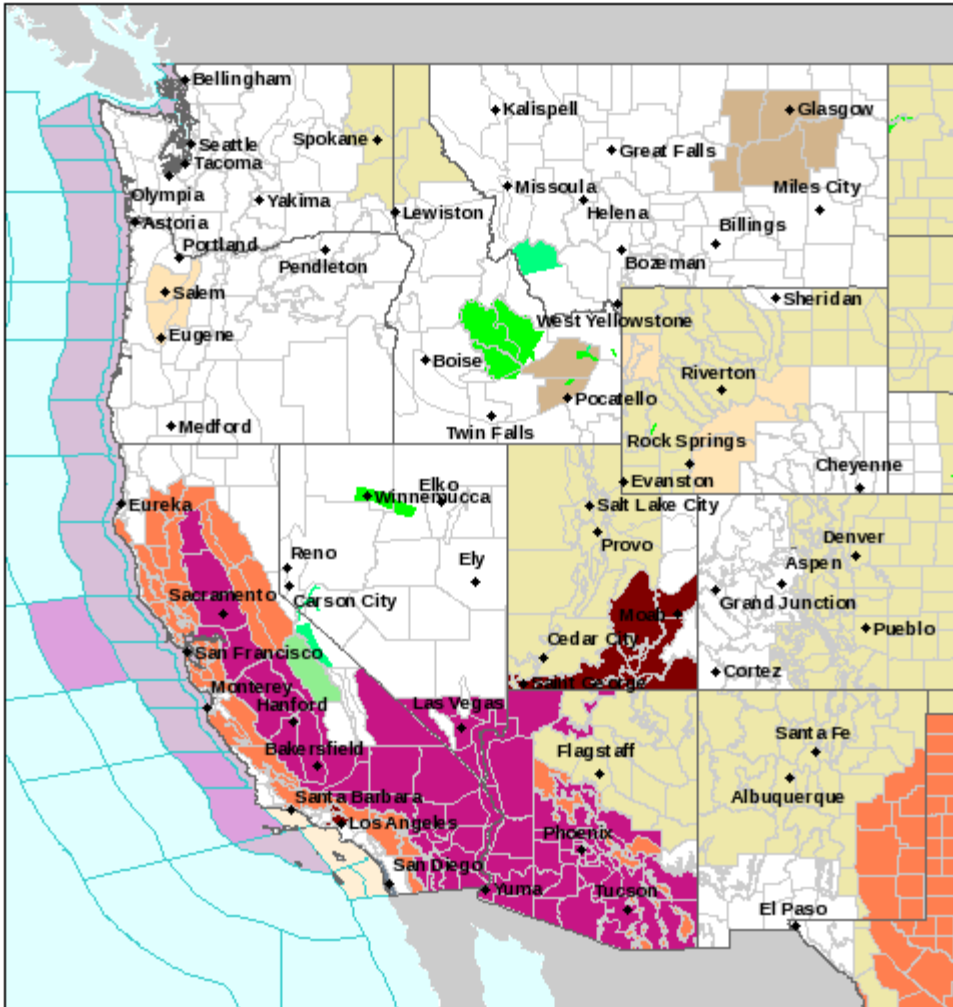 Bellingham
Kalispell
Glasgow
Seattle
Spokane
Great Falls
Tacoma
Missoula
Miles City
Olympia
Yakima
Helena
Lewiston
Astoria
Billings
Portland
Pendleton
Bozeman
Salem
Sheridan
West Yellowstone
Eugene
Boise
Riverton
Pocatello
Medford
Twin Falls
Rock Springs
Cheyenne
Evanston
Elko
Winnemucca
Eureka
Salt Lake City
Denver
Provo
Reno
Ely
Aspen
Sacramento
Carson City
Grand Junction
Moab
Pueblo
Cedar City
San Francisco
Cortez
Saint George
Monterey
Las Vegas
Hanford
Santa Fe
Bakersfield
Flagstaff
Albuquerque
Santa Barbara
Los Angeles
Phoenix
San Diego
Yuma
Tucson
El Paso